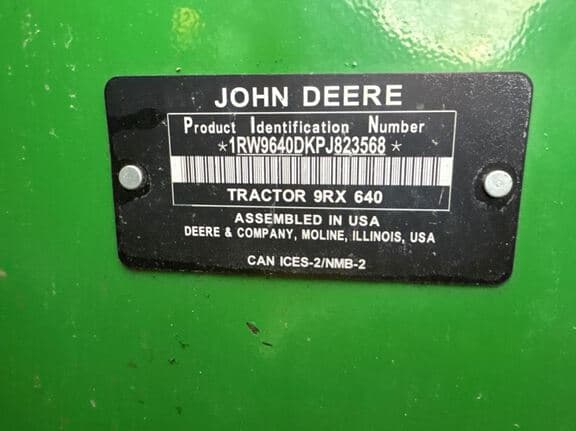 JOHN DEERE
Product Identification Number
*1RW9640DKPJ823568*
TRACTOR 9RX 640
ASSEMBLED IN USA
DEERE & COMPANY, MOLINE, ILLINOIS, USA
CAN ICES-2/NMB-2